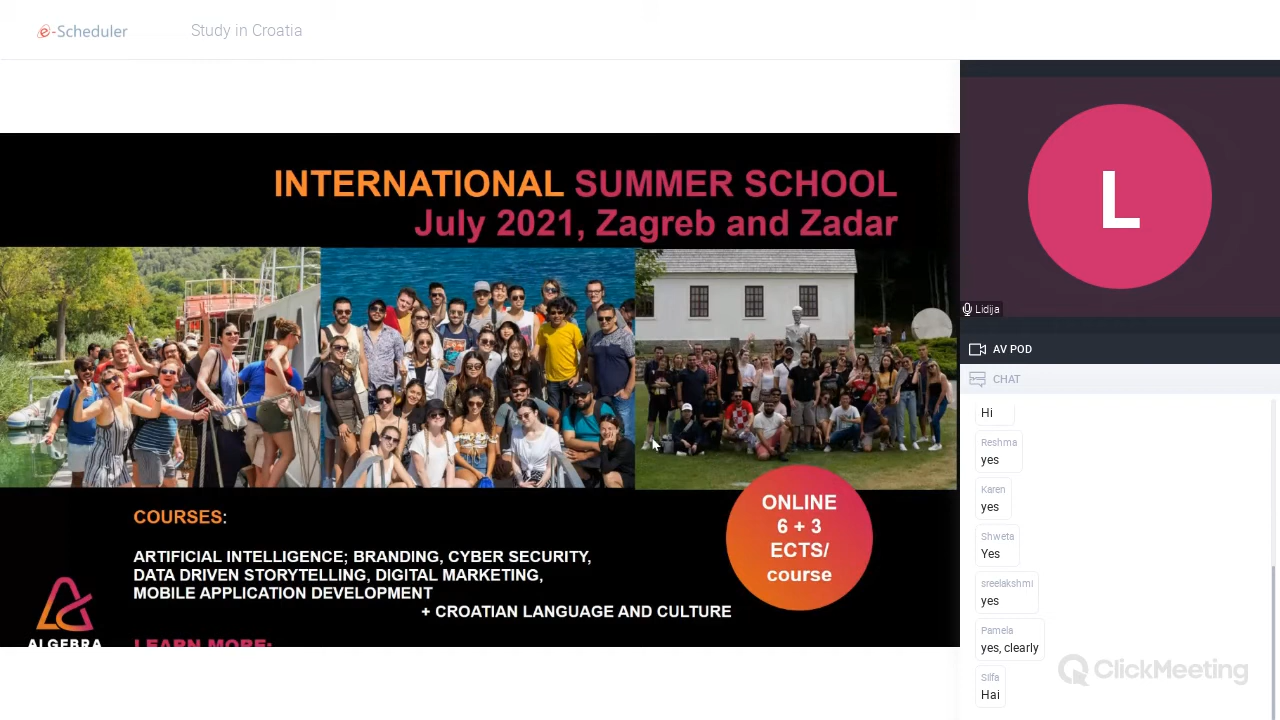 e-Scheduler
Study in Croatia
INTERNATIONAL SUMMER SCHOOL
July 2021, Zagreb and Zadar
COURSES:
ARTIFICIAL INTELLIGENCE; BRANDING, CYBER SECURITY,
DATA DRIVEN STORYTELLING, DIGITAL MARKETING,
MOBILE APPLICATION DEVELOPMENT
+ CROATIAN LANGUAGE AND CULTURE
ONLINE
6 + 3
ECTS/
course
ALGEBRA
LEARN MORE:
L
Lidija
AV POD
CHAT
Hi
Reshma
yes
Karen
yes
Shweta
Yes
sreelakshmi
yes
Pamela
yes, clearly
Silfa
Hai
ClickMeeting